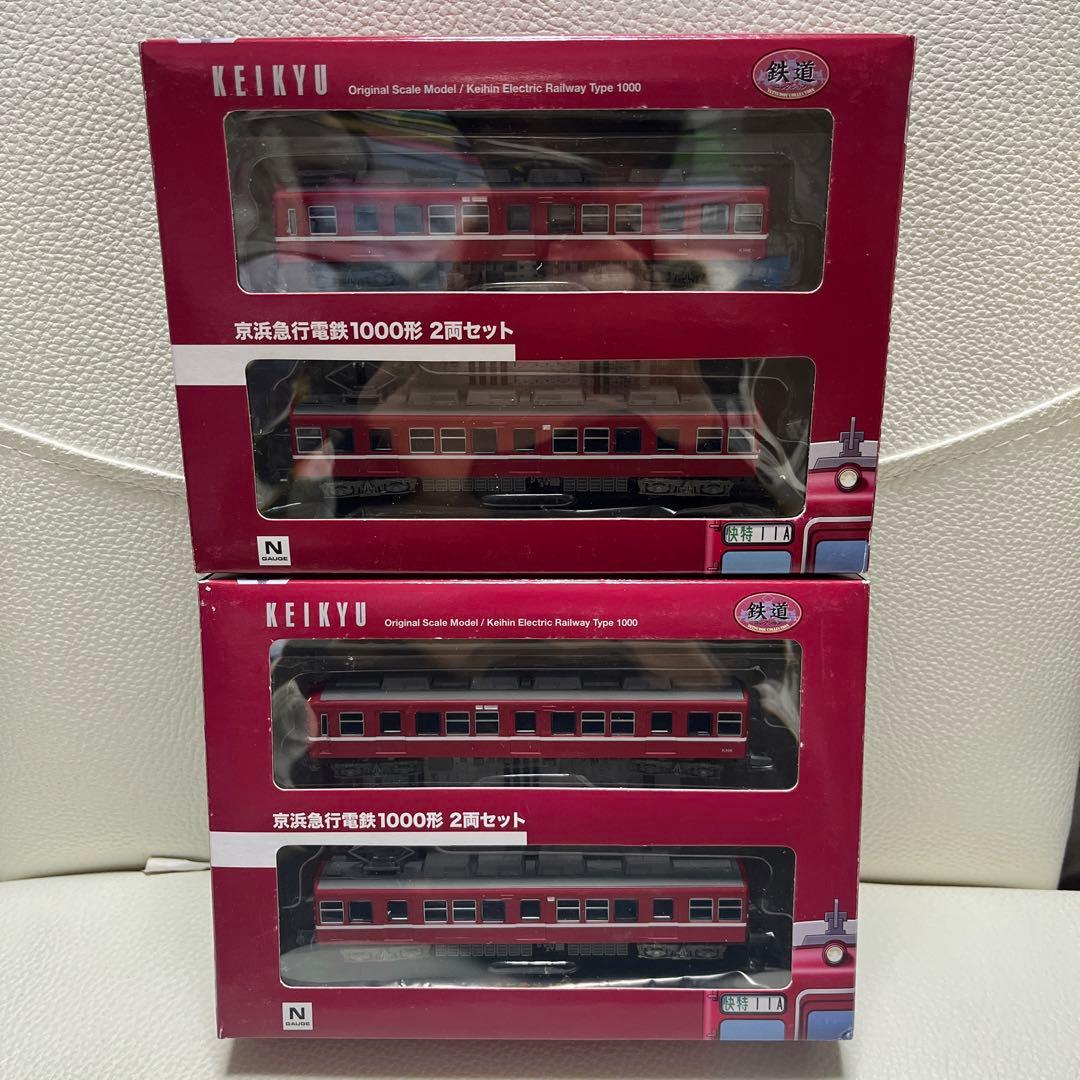 KEIKYU
Original Scale Model / Keihin Electric Railway Type 1000
鉄道
京浜急行電鉄1000形 2両セット
快特 11A
N
GAUGE
KEIKYU
Original Scale Model / Keihin Electric Railway Type 1000
鉄道
京浜急行電鉄1000形 2両セット
快特 11A
N
GAUGE